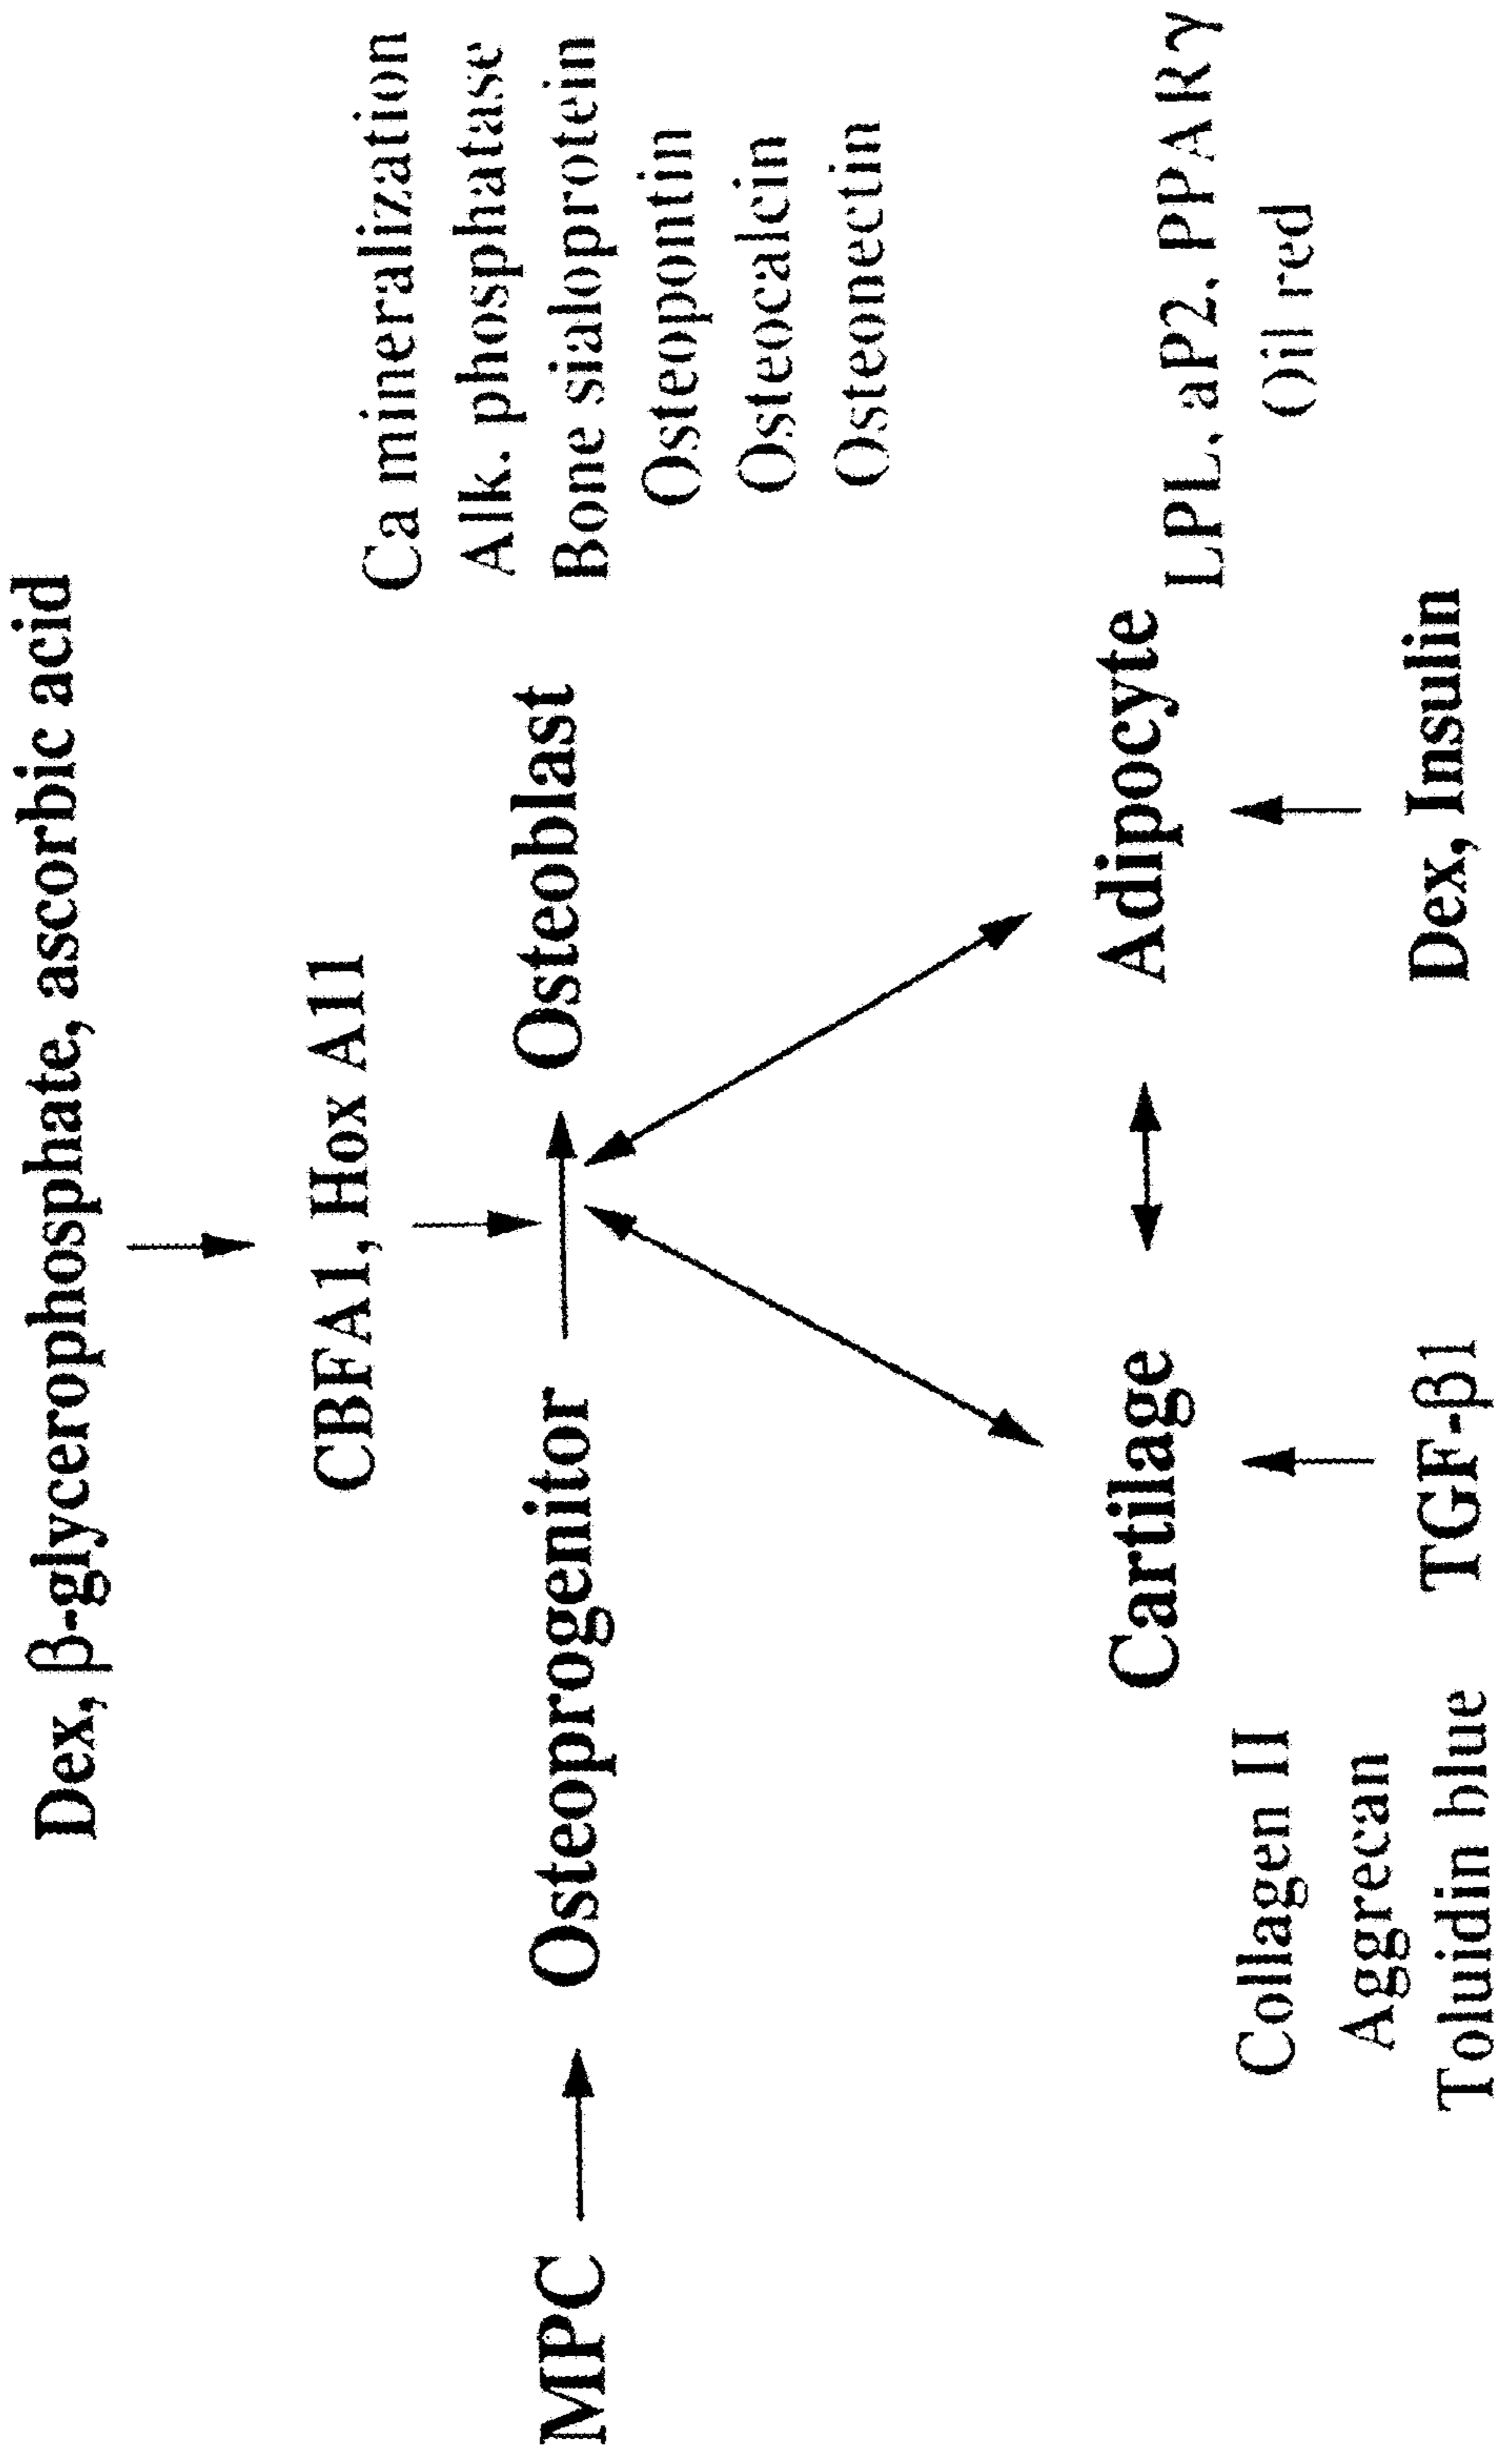 Dex, β-glycerophosphate, ascorbic acid
CBFA1, Hox A11
MPC
Osteoprogenitor
Osteoblast
Ca mineralization
Alk. phosphatase
Bone sialoprotein
Osteopontin
Osteocalcin
Osteonectin
Cartilage
Adipocyte
LPL, aP2, PPARγ
Oil red
Collagen II
Aggrecan
Toluidin blue
TGF-β1
Dex, Insulin